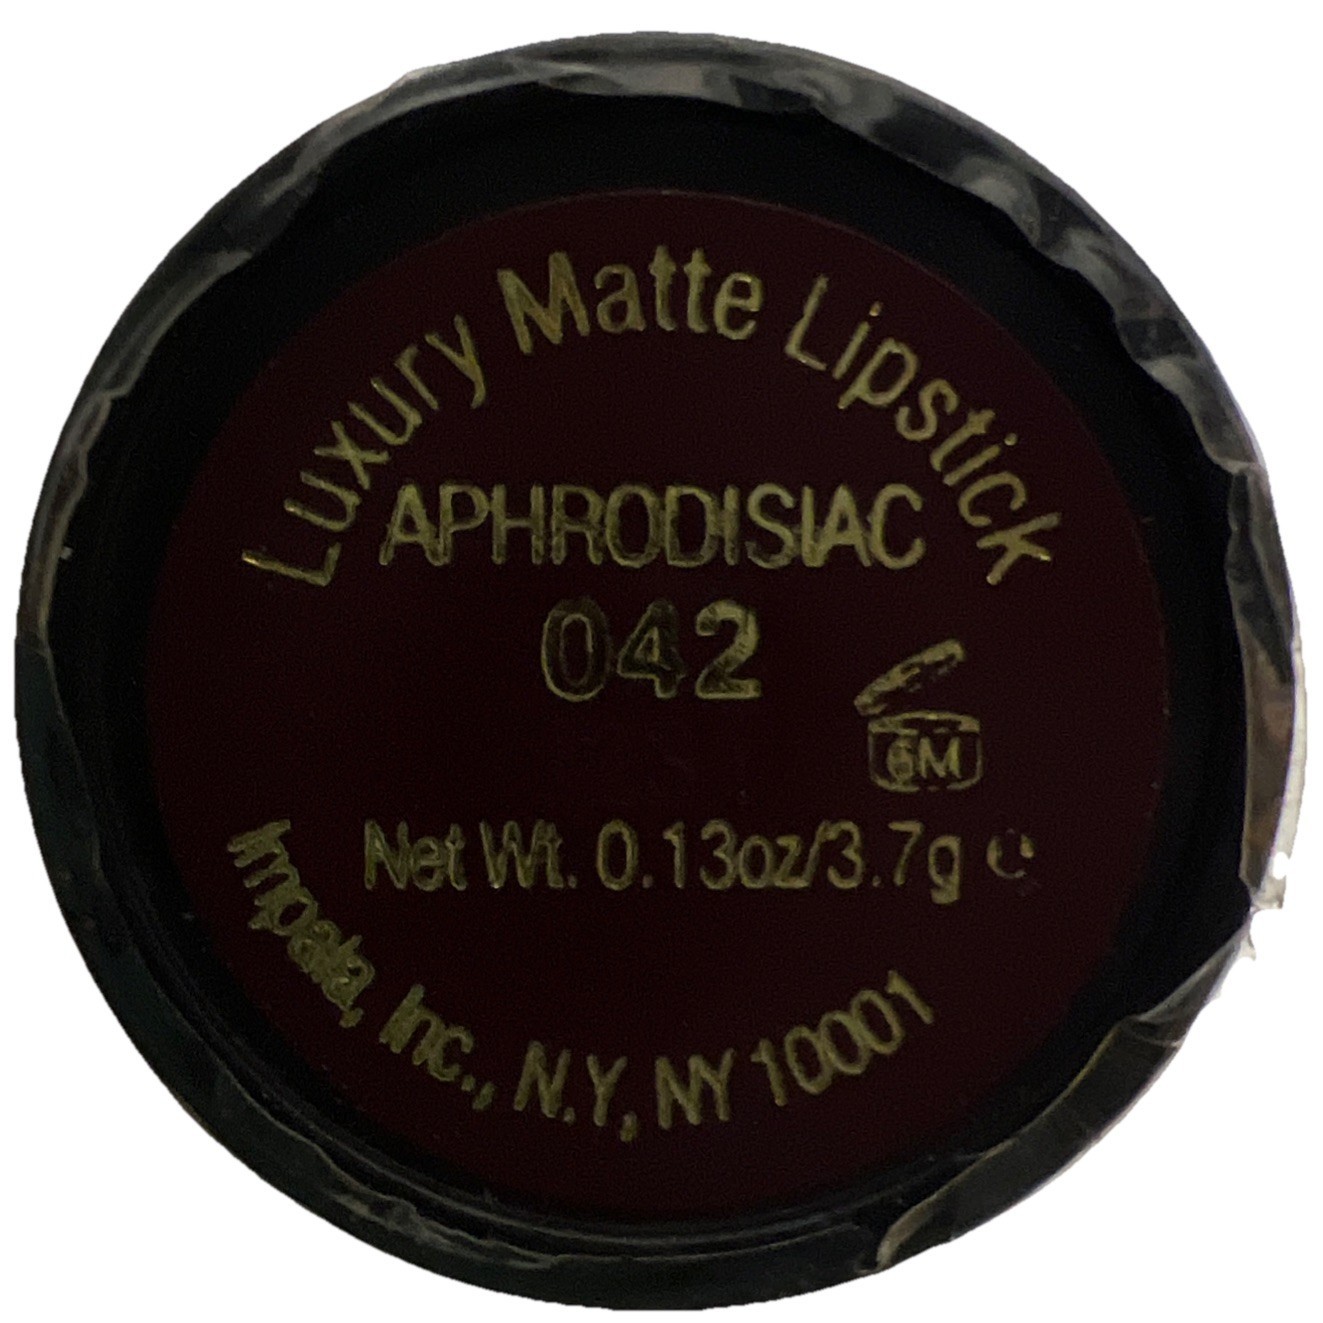 Luxury Matte Lipstick
APHRODISIAC
042
6M
Net Wt. 0.13oz/3.7g e
Impala, Inc., N.Y, NY 10001